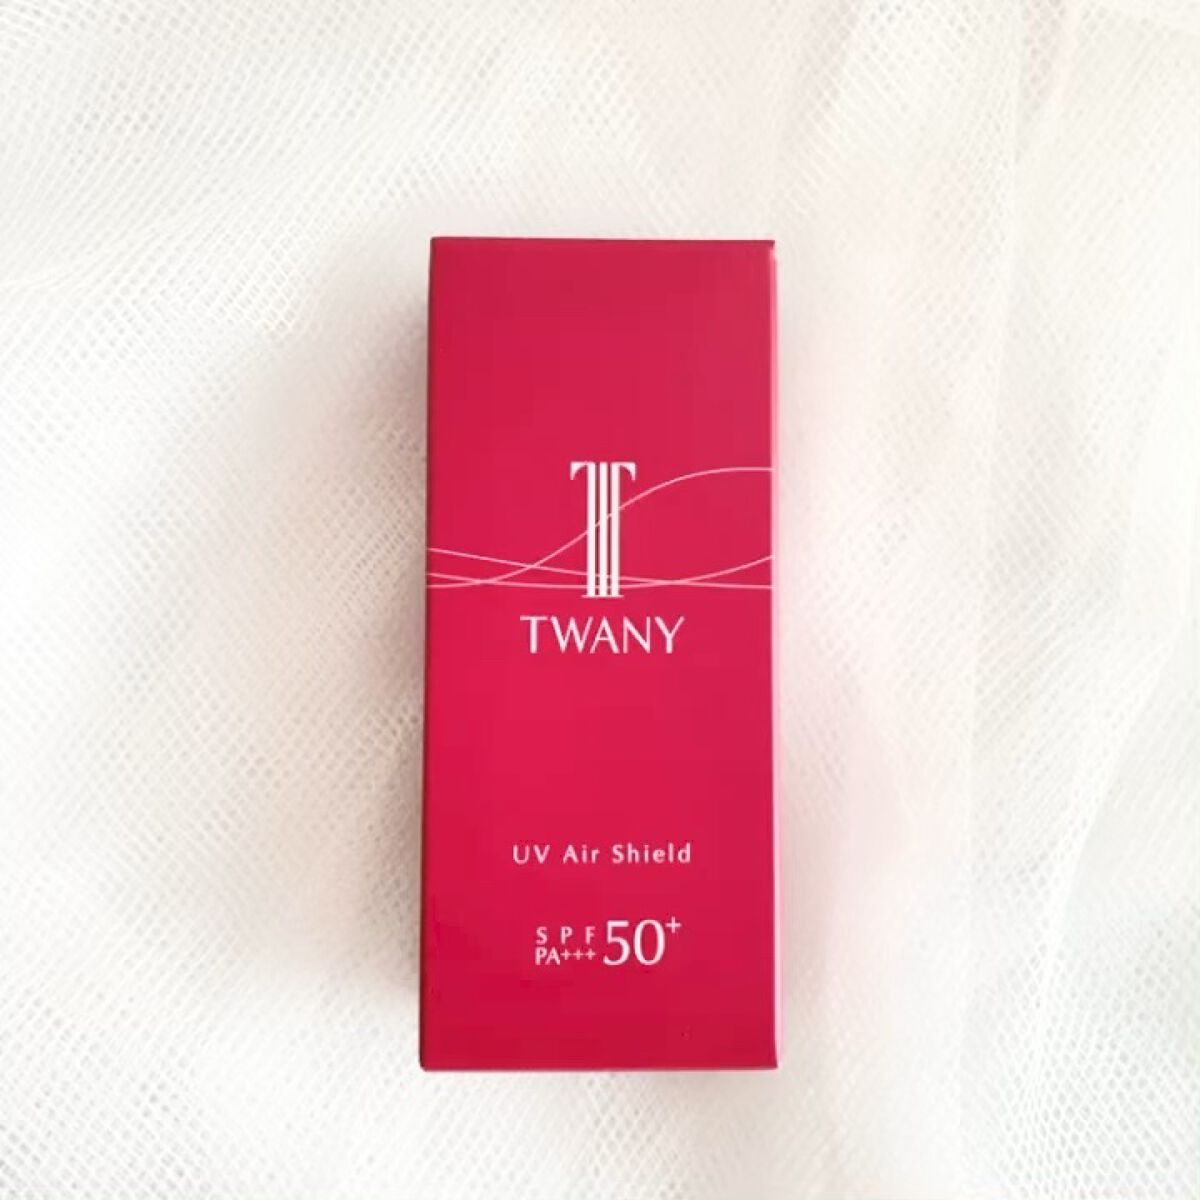 T
TWANY
UV Air Shield
SPF 50+
PA+++